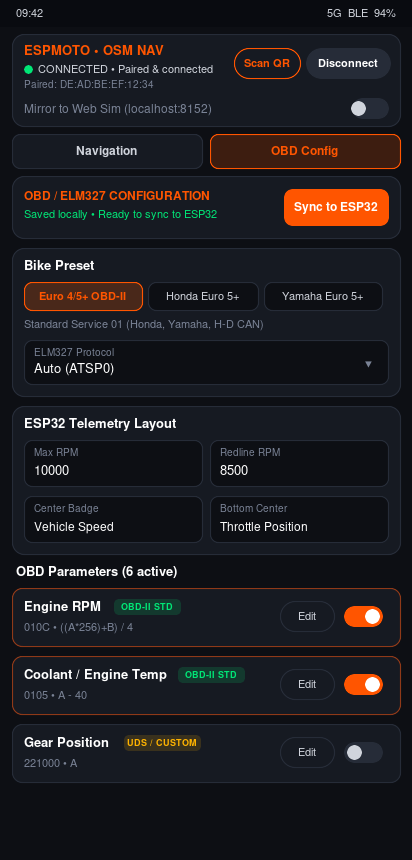 09:42 5G BLE 94%
ESPMOTO • OSM NAV
CONNECTED • Paired & connected
Paired: DE:AD:BE:EF:12:34
Scan QR Disconnect
Mirror to Web Sim (localhost:8152)
Navigation OBD Config
OBD / ELM327 CONFIGURATION
Saved locally • Ready to sync to ESP32
Sync to ESP32
Bike Preset
Euro 4/5+ OBD-II Honda Euro 5+ Yamaha Euro 5+
Standard Service 01 (Honda, Yamaha, H-D CAN)
ELM327 Protocol
Auto (ATSP0)
ESP32 Telemetry Layout
Max RPM Redline RPM
10000 8500
Center Badge Bottom Center
Vehicle Speed Throttle Position
OBD Parameters (6 active)
Engine RPM OBD-II STD
010C • ((A*256)+B) / 4
Edit
Coolant / Engine Temp OBD-II STD
0105 • A - 40
Edit
Gear Position UDS / CUSTOM
221000 • A
Edit